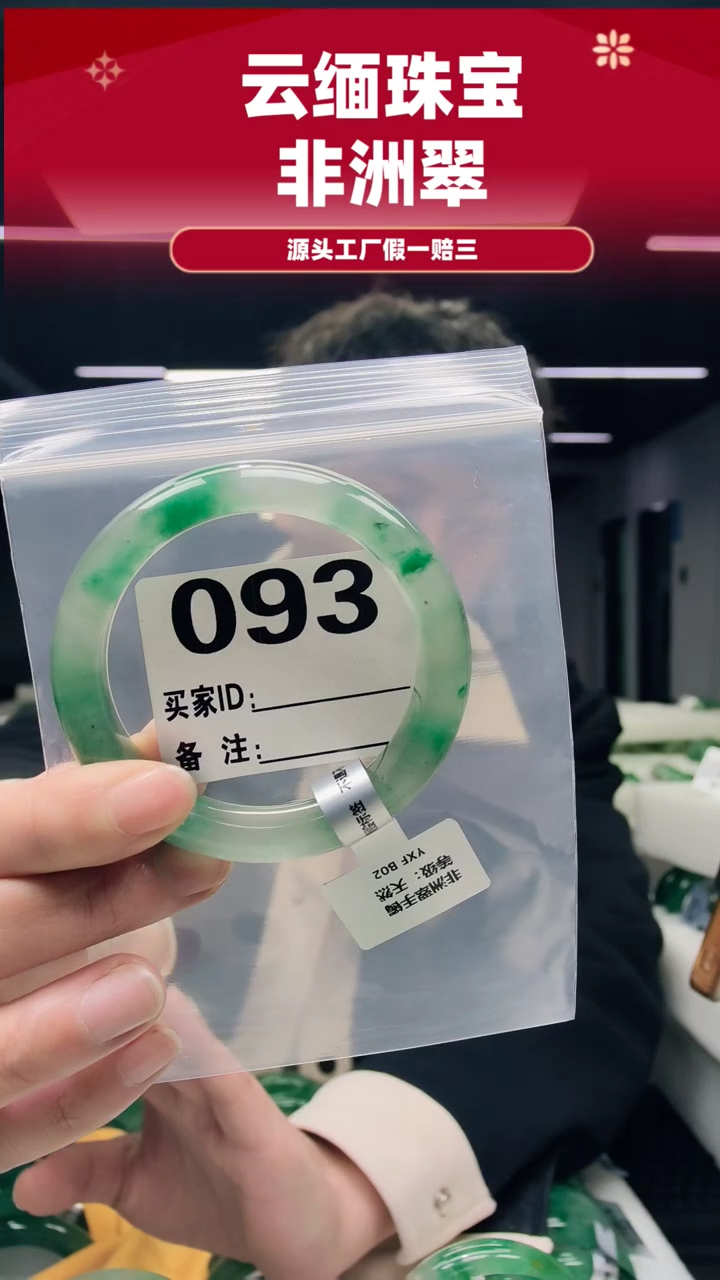 云缅珠宝
非洲翠
源头工厂假一赔三
093
买家ID:
备 注:
非洲翠手镯
等级: 天然
YXF B02